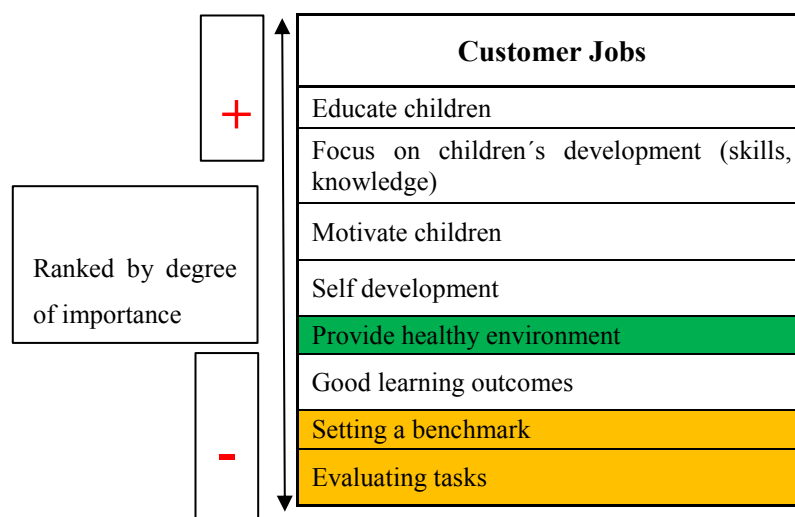 Customer Jobs
+
Educate children
Focus on children´s development (skills,
knowledge)
Motivate children
Ranked by degree
of importance
Self development
Provide healthy environment
Good learning outcomes
Setting a benchmark
-
Evaluating tasks